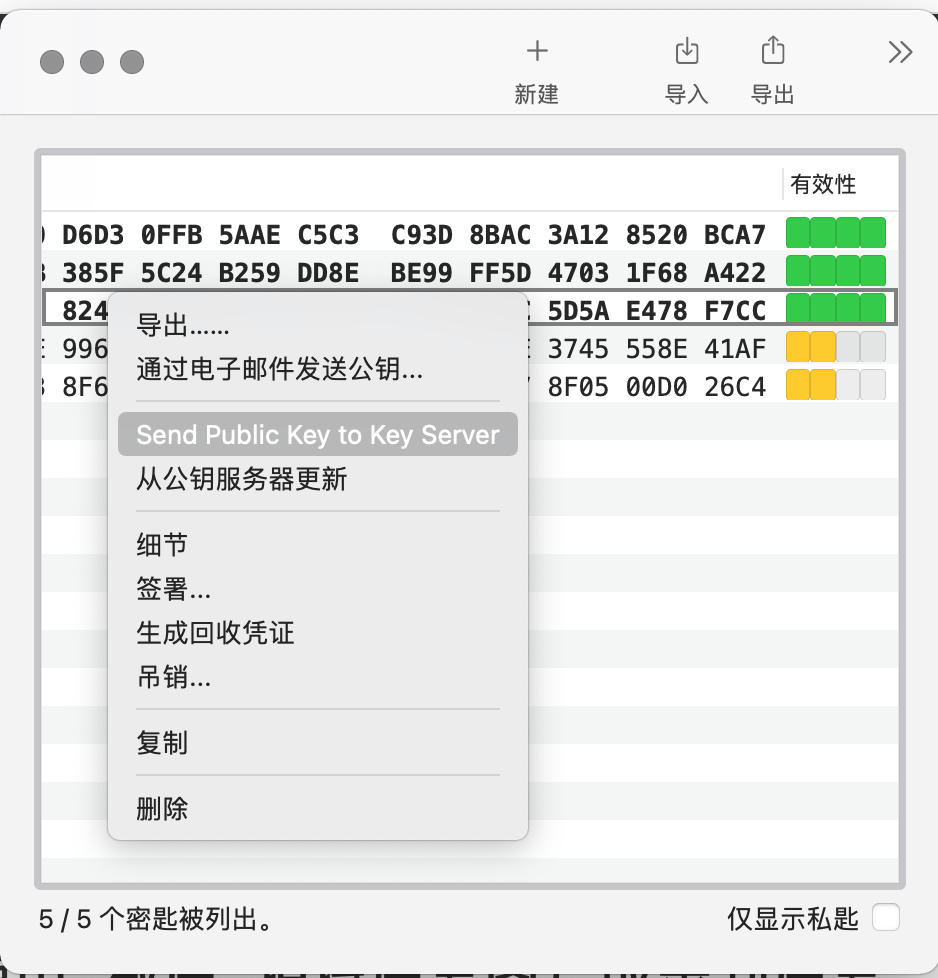 新建
导入
导出
有效性
D6D3 0FFB 5AAE C5C3 C93D 8BAC 3A12 8520 BCA7
385F 5C24 B259 DD8E BE99 FF5D 4703 1F68 A422
824 5D5A E478 F7CC
996 3745 558E 41AF
8F6 8F05 00D0 26C4
导出……
通过电子邮件发送公钥...
Send Public Key to Key Server
从公钥服务器更新
细节
签署...
生成回收凭证
吊销...
复制
删除
5 / 5 个密匙被列出。
仅显示私匙